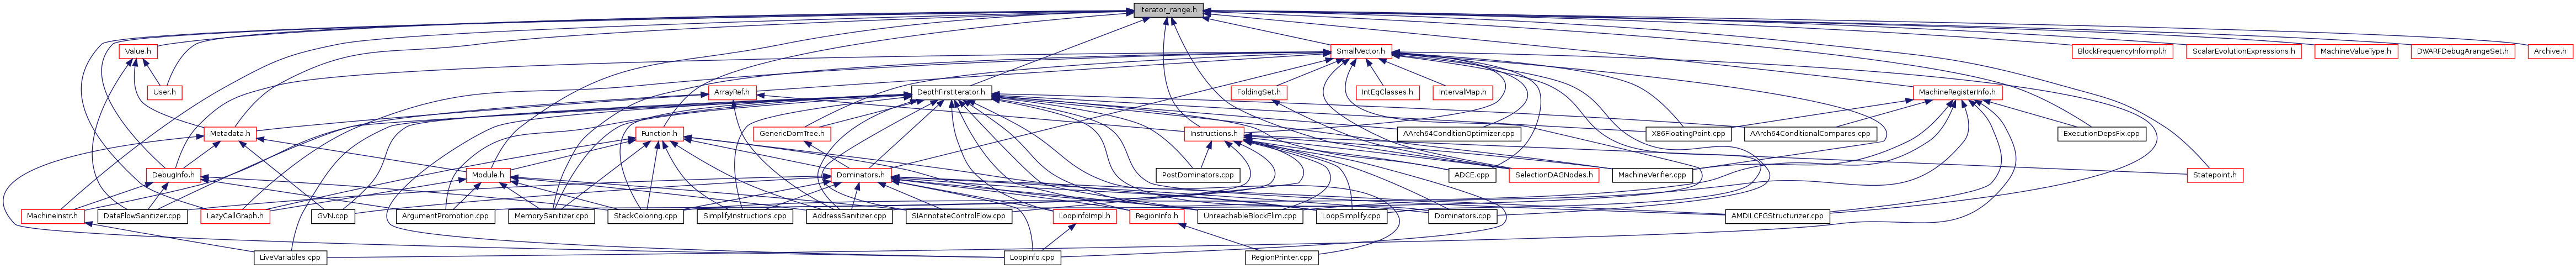 iterator_range.h
Value.h
SmallVector.h
BlockFrequencyInfoImpl.h
ScalarEvolutionExpressions.h
MachineValueType.h
DWARFDebugArangeSet.h
Archive.h
User.h
ArrayRef.h
DepthFirstIterator.h
FoldingSet.h
IntEqClasses.h
IntervalMap.h
MachineRegisterInfo.h
Metadata.h
Function.h
GenericDomTree.h
Instructions.h
AArch64ConditionOptimizer.cpp
X86FloatingPoint.cpp
AArch64ConditionalCompares.cpp
ExecutionDepsFix.cpp
DebugInfo.h
Module.h
Dominators.h
PostDominators.cpp
ADCE.cpp
SelectionDAGNodes.h
MachineVerifier.cpp
Statepoint.h
MachineInstr.h
DataFlowSanitizer.cpp
LazyCallGraph.h
GVN.cpp
ArgumentPromotion.cpp
MemorySanitizer.cpp
StackColoring.cpp
SimplifyInstructions.cpp
AddressSanitizer.cpp
SIAnnotateControlFlow.cpp
LoopInfoImpl.h
RegionInfo.h
UnreachableBlockElim.cpp
LoopSimplify.cpp
Dominators.cpp
AMDILCFGStructurizer.cpp
LiveVariables.cpp
LoopInfo.cpp
RegionPrinter.cpp